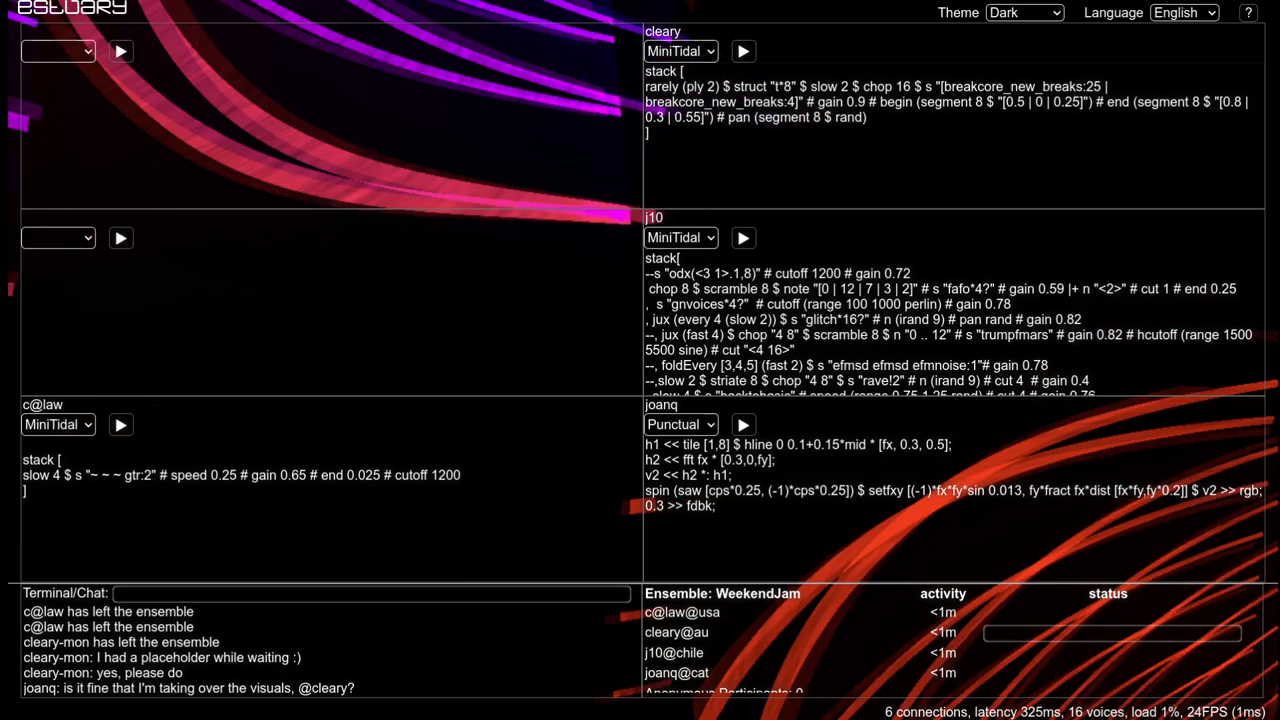 estuary
Theme Dark Language English ?
cleary
MiniTidal
stack [
rarely (ply 2) $ struct "t*8" $ slow 2 $ chop 16 $ s "[breakcore_new_breaks:25 |
breakcore_new_breaks:4]" # gain 0.9 # begin (segment 8 $ "[0.5 | 0 | 0.25]") # end (segment 8 $ "[0.8 |
0.3 | 0.55]") # pan (segment 8 $ rand)
]
j10
MiniTidal
stack[
--s "odx(<3 1>.1,8)" # cutoff 1200 # gain 0.72
chop 8 $ scramble 8 $ note "[0 | 12 | 7 | 3 | 2]" # s "fafo*4?" # gain 0.59 |+ n "<2>" # cut 1 # end 0.25
, s "gnvoices*4?" # cutoff (range 100 1000 perlin) # gain 0.78
, jux (every 4 (slow 2)) $ s "glitch*16?" # n (irand 9) # pan rand # gain 0.82
--, jux (fast 4) $ chop "4 8" $ scramble 8 $ n "0 .. 12" # s "trumpfmars" # gain 0.82 # hcutoff (range 1500
5500 sine) # cut "<4 16>"
--, foldEvery [3,4,5] (fast 2) $ s "efmsd efmsd efmnoise:1"# gain 0.78
--,slow 2 $ striate 8 $ chop "4 8" $ s "rave!2" # n (irand 9) # cut 4 # gain 0.4
c@law
MiniTidal
stack [
slow 4 $ s "~ ~ ~ gtr:2" # speed 0.25 # gain 0.65 # end 0.025 # cutoff 1200
]
joanq
Punctual
h1 << tile [1,8] $ hline 0 0.1+0.15*mid * [fx, 0.3, 0.5];
h2 << fft fx * [0.3,0,fy];
v2 << h2 *: h1;
spin (saw [cps*0.25, (-1)*cps*0.25]) $ setfxy [(-1)*fx*fy*sin 0.013, fy*fract fx*dist [fx*fy,fy*0.2]] $ v2 >> rgb;
0.3 >> fdbk;
Terminal/Chat:
c@law has left the ensemble
c@law has left the ensemble
cleary-mon has left the ensemble
cleary-mon: I had a placeholder while waiting :)
cleary-mon: yes, please do
joanq: is it fine that I'm taking over the visuals, @cleary?
Ensemble: WeekendJam activity status
c@law@usa <1m
cleary@au <1m
j10@chile <1m
joanq@cat <1m
Anonymous Participants: 0
6 connections, latency 325ms, 16 voices, load 1%, 24FPS (1ms)